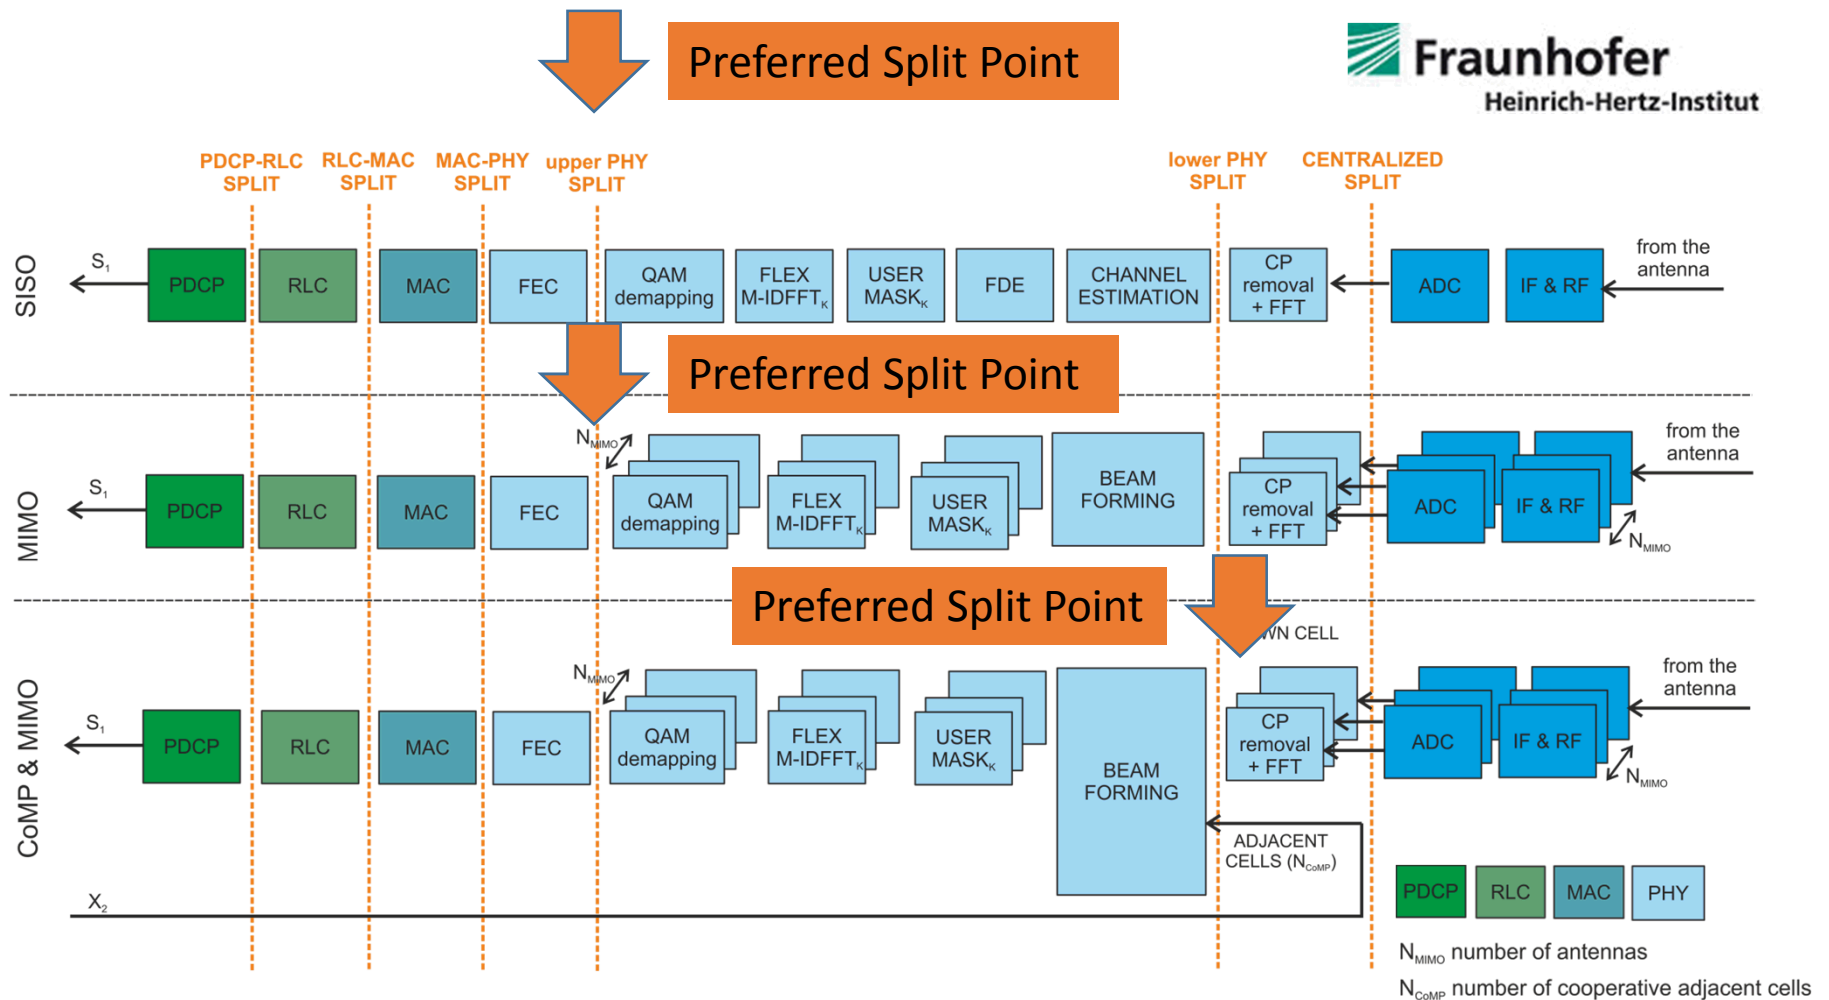 Preferred Split Point
Fraunhofer
Heinrich-Hertz-Institut
PDCP-RLC
SPLIT
RLC-MAC
SPLIT
MAC-PHY
SPLIT
upper PHY
SPLIT
lower PHY
SPLIT
CENTRALIZED
SPLIT
SISO
S1
PDCP
RLC
MAC
FEC
QAM
demapping
FLEX
M-IDFFTK
USER
MASKK
FDE
CHANNEL
ESTIMATION
CP
removal
+ FFT
ADC
IF & RF
from the
antenna
Preferred Split Point
MIMO
S1
PDCP
RLC
MAC
FEC
NMIMO
QAM
demapping
FLEX
M-IDFFTK
USER
MASKK
BEAM
FORMING
CP
removal
+ FFT
ADC
IF & RF
NMIMO
from the
antenna
Preferred Split Point
CoMP & MIMO
S1
PDCP
RLC
MAC
FEC
NMIMO
QAM
demapping
FLEX
M-IDFFTK
USER
MASKK
BEAM
FORMING
CELL
CP
removal
+ FFT
ADC
IF & RF
NMIMO
from the
antenna
ADJACENT
CELLS (NCoMP)
X2
PDCP
RLC
MAC
PHY
NMIMO number of antennas
NCoMP number of cooperative adjacent cells